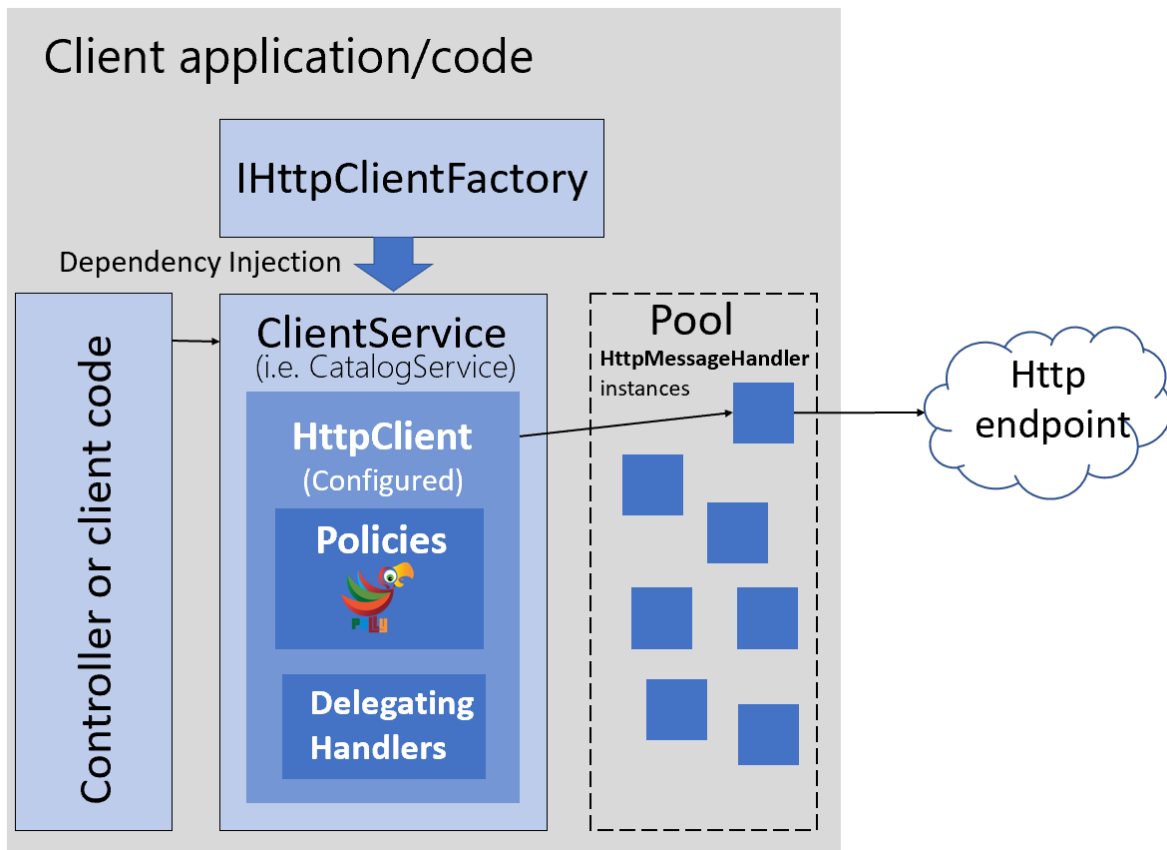 Client application/code
IHttpClientFactory
Dependency Injection
Controller or client code
ClientService
(i.e. CatalogService)
HttpClient
(Configured)
Policies
Polly
Delegating
Handlers
Pool
HttpMessageHandler
instances
Http
endpoint